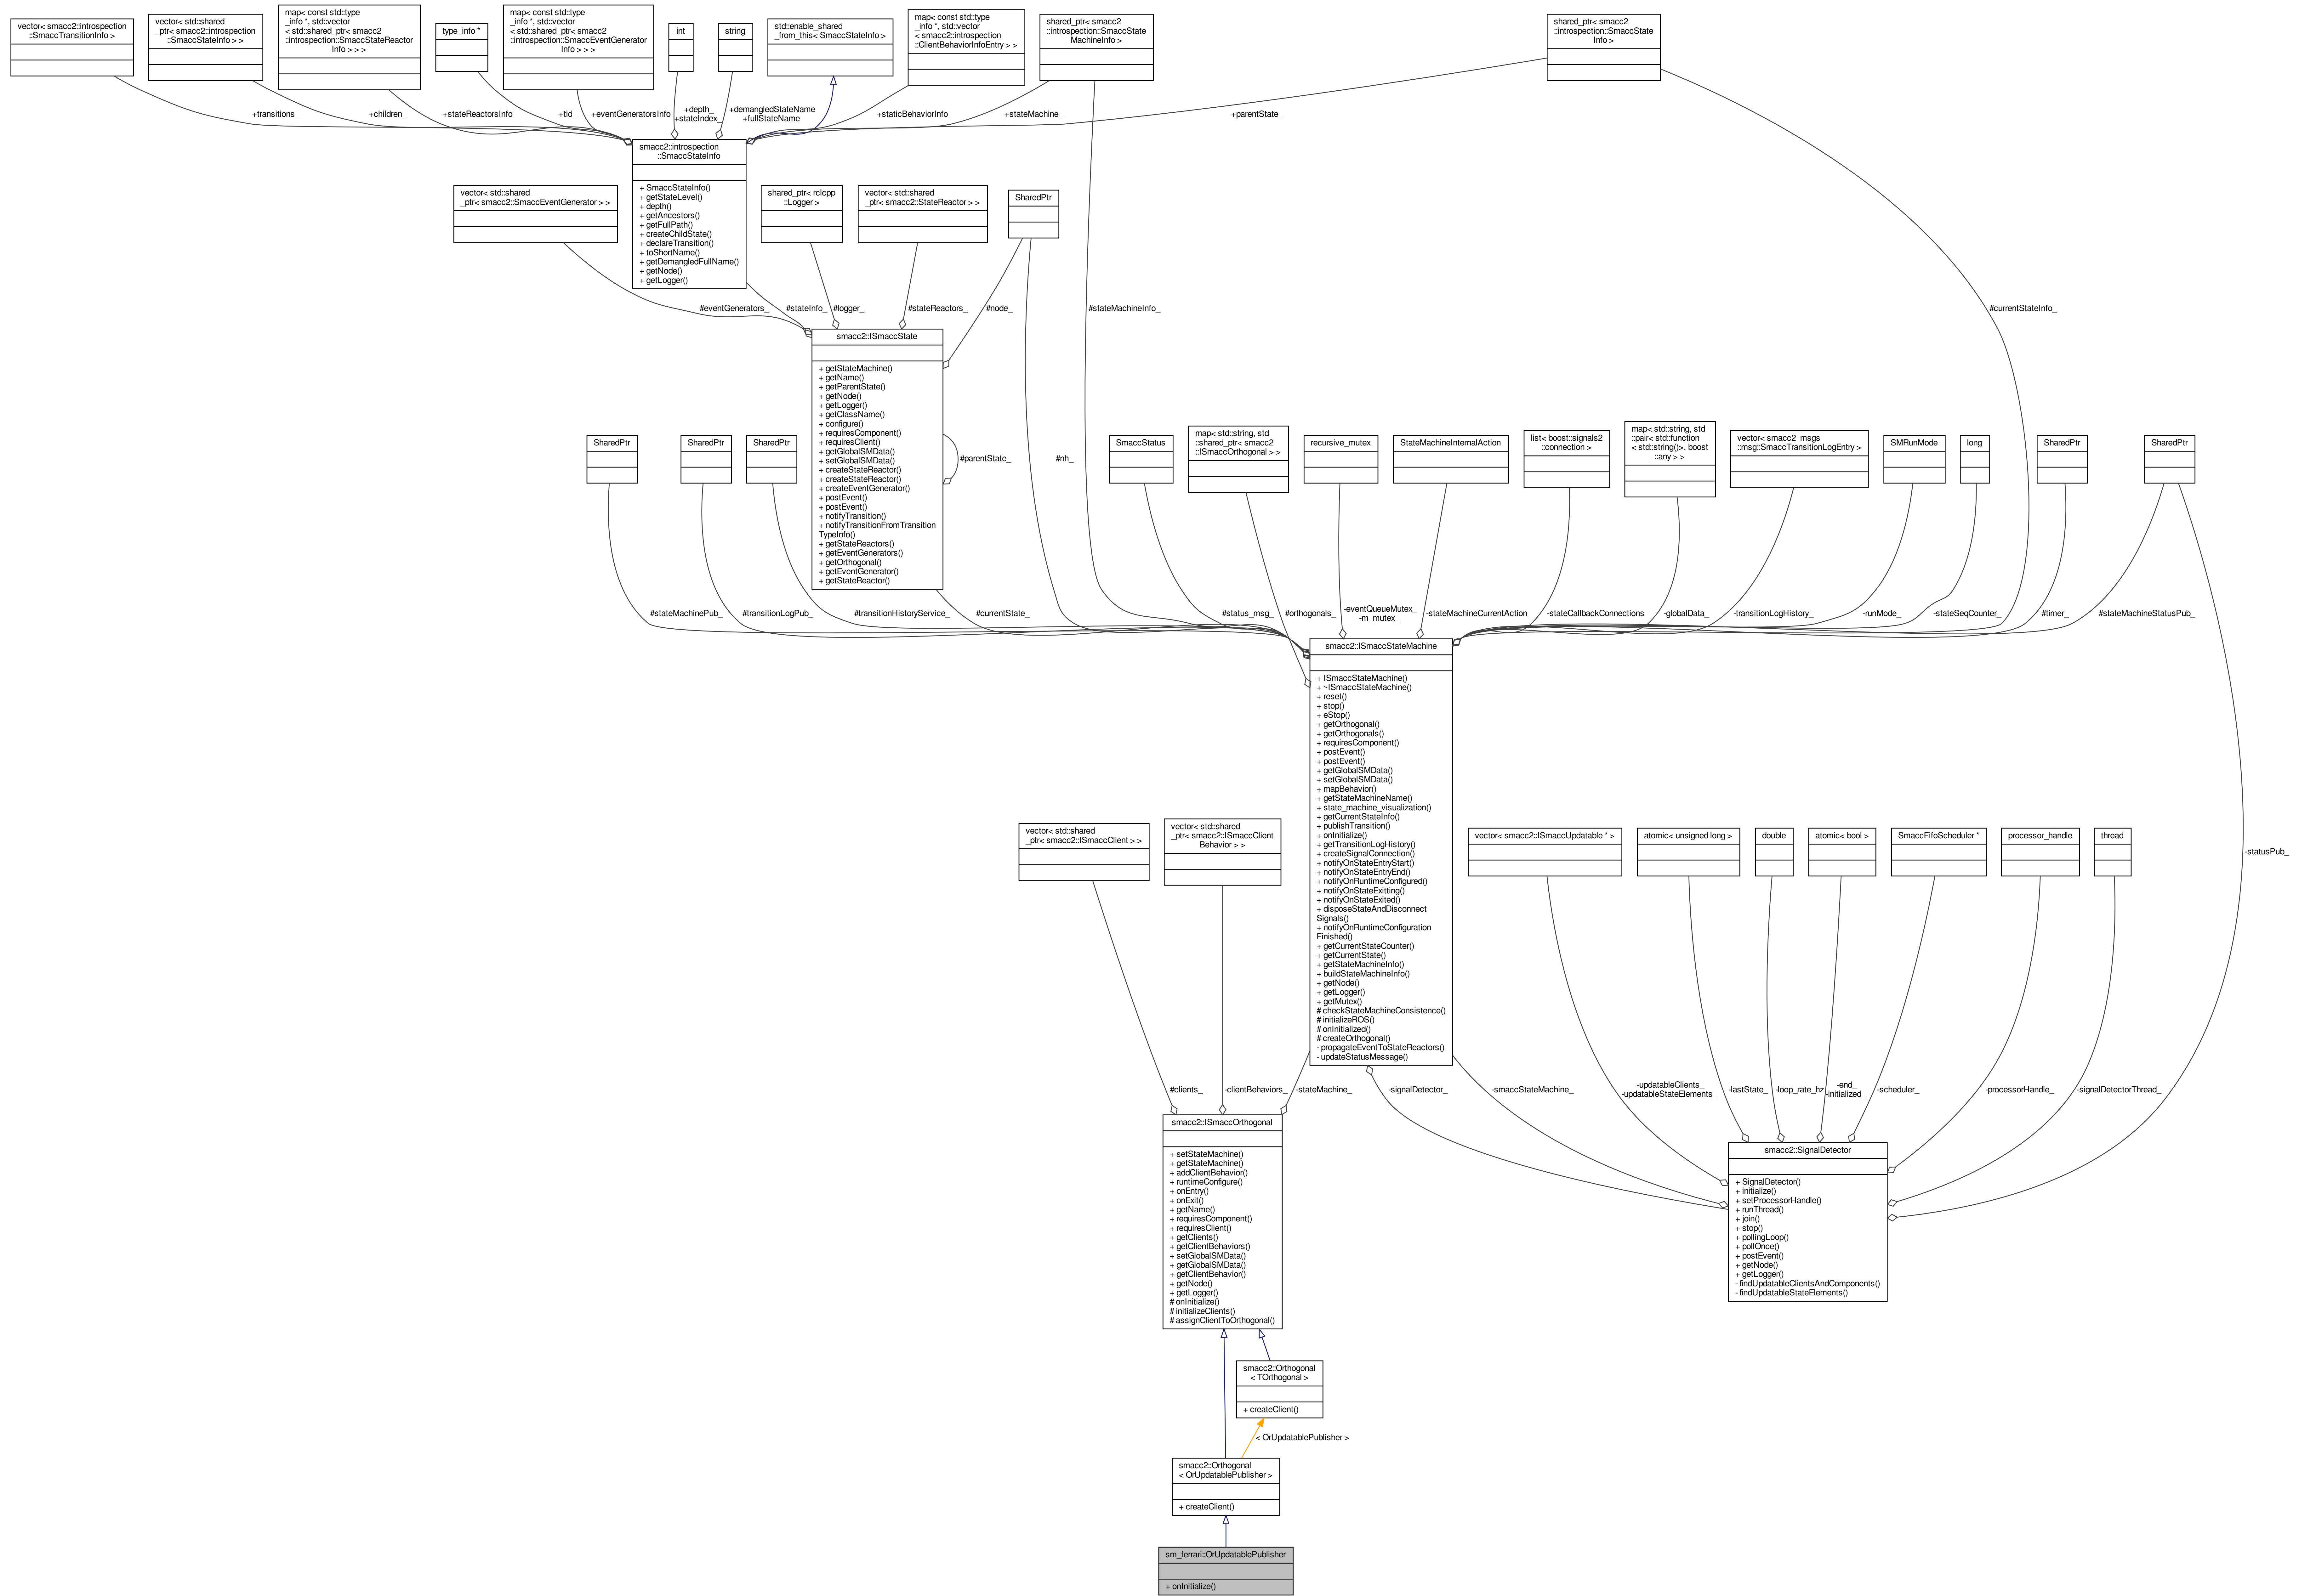 vector< smacc2::introspection
::SmaccTransitionInfo >
vector< std::shared
_ptr< smacc2::introspection
::SmaccStateInfo > >
map< const std::type
_info *, std::vector
< std::shared_ptr< smacc2
::introspection::SmaccStateReactor
Info > > >
type_info *
map< const std::type
_info *, std::vector
< std::shared_ptr< smacc2
::introspection::SmaccEventGenerator
Info > > >
int
string
std::enable_shared
_from_this< SmaccStateInfo >
map< const std::type
_info *, std::vector
< smacc2::introspection
::ClientBehaviorInfoEntry > >
shared_ptr< smacc2
::introspection::SmaccState
MachineInfo >
shared_ptr< smacc2
::introspection::SmaccState
Info >
+transitions_
+children_
+stateReactorsInfo
+tid_
+eventGeneratorsInfo
+depth_
+stateIndex_
+demangledStateName
+fullStateName
+staticBehaviorInfo
+stateMachine_
+parentState_
smacc2::introspection
::SmaccStateInfo
+ SmaccStateInfo()
+ getStateLevel()
+ depth()
+ getAncestors()
+ getFullPath()
+ createChildState()
+ declareTransition()
+ toShortName()
+ getDemangledFullName()
+ getNode()
+ getLogger()
vector< std::shared
_ptr< smacc2::SmaccEventGenerator > >
shared_ptr< rclcpp
::Logger >
vector< std::shared
_ptr< smacc2::StateReactor > >
SharedPtr
#eventGenerators_
#stateInfo_
#logger_
#stateReactors_
#node_
#stateMachineInfo_
#currentStateInfo_
smacc2::ISmaccState
+ getStateMachine()
+ getName()
+ getParentState()
+ getNode()
+ getLogger()
+ getClassName()
+ configure()
+ requiresComponent()
+ requiresClient()
+ getGlobalSMData()
+ setGlobalSMData()
+ createStateReactor()
+ createStateReactor()
+ createEventGenerator()
+ postEvent()
+ postEvent()
+ notifyTransition()
+ notifyTransitionFromTransition
TypeInfo()
+ getStateReactors()
+ getEventGenerators()
+ getOrthogonal()
+ getEventGenerator()
+ getStateReactor()
#parentState_
#nh_
SharedPtr
SharedPtr
SharedPtr
SmaccStatus
map< std::string, std
::shared_ptr< smacc2
::ISmaccOrthogonal > >
recursive_mutex
StateMachineInternalAction
list< boost::signals2
::connection >
map< std::string, std
::pair< std::function
< std::string()>, boost
::any > >
vector< smacc2_msgs
::msg::SmaccTransitionLogEntry >
SMRunMode
long
SharedPtr
SharedPtr
#stateMachinePub_
#transitionLogPub_
#transitionHistoryService_
#currentState_
#status_msg_
#orthogonals_
-eventQueueMutex_
-m_mutex_
-stateMachineCurrentAction
-stateCallbackConnections
-globalData_
-transitionLogHistory_
-runMode_
-stateSeqCounter_
#timer_
#stateMachineStatusPub_
smacc2::ISmaccStateMachine
+ ISmaccStateMachine()
+ ~ISmaccStateMachine()
+ reset()
+ stop()
+ eStop()
+ getOrthogonal()
+ getOrthogonals()
+ requiresComponent()
+ postEvent()
+ postEvent()
+ getGlobalSMData()
+ setGlobalSMData()
+ mapBehavior()
+ getStateMachineName()
+ state_machine_visualization()
+ getCurrentStateInfo()
+ publishTransition()
+ onInitialize()
+ getTransitionLogHistory()
+ createSignalConnection()
+ notifyOnStateEntryStart()
+ notifyOnStateEntryEnd()
+ notifyOnRuntimeConfigured()
+ notifyOnStateExitting()
+ notifyOnStateExited()
+ disposeStateAndDisconnect
Signals()
+ notifyOnRuntimeConfiguration
Finished()
+ getCurrentStateCounter()
+ getCurrentState()
+ getStateMachineInfo()
+ buildStateMachineInfo()
+ getNode()
+ getLogger()
+ getMutex()
# checkStateMachineConsistence()
# initializeROS()
# onInitialized()
# createOrthogonal()
- propagateEventToStateReactors()
- updateStatusMessage()
vector< std::shared
_ptr< smacc2::ISmaccClient > >
vector< std::shared
_ptr< smacc2::ISmaccClient
Behavior > >
vector< smacc2::ISmaccUpdatable * >
atomic< unsigned long >
double
atomic< bool >
SmaccFifoScheduler *
processor_handle
thread
-statusPub_
#clients_
-clientBehaviors_
-stateMachine_
-signalDetector_
-smaccStateMachine_
-updatableClients_
-updatableStateElements_
-lastState_
-loop_rate_hz
-end_
-initialized_
-scheduler_
-processorHandle_
-signalDetectorThread_
smacc2::ISmaccOrthogonal
+ setStateMachine()
+ getStateMachine()
+ addClientBehavior()
+ runtimeConfigure()
+ onEntry()
+ onExit()
+ getName()
+ requiresComponent()
+ requiresClient()
+ getClients()
+ getClientBehaviors()
+ setGlobalSMData()
+ getGlobalSMData()
+ getClientBehavior()
+ getNode()
+ getLogger()
# onInitialize()
# initializeClients()
# assignClientToOrthogonal()
smacc2::SignalDetector
+ SignalDetector()
+ initialize()
+ setProcessorHandle()
+ runThread()
+ join()
+ stop()
+ pollingLoop()
+ pollOnce()
+ postEvent()
+ getNode()
+ getLogger()
- findUpdatableClientsAndComponents()
- findUpdatableStateElements()
smacc2::Orthogonal
< TOrthogonal >
+ createClient()
< OrUpdatablePublisher >
smacc2::Orthogonal
< OrUpdatablePublisher >
+ createClient()
sm_ferrari::OrUpdatablePublisher
+ onInitialize()